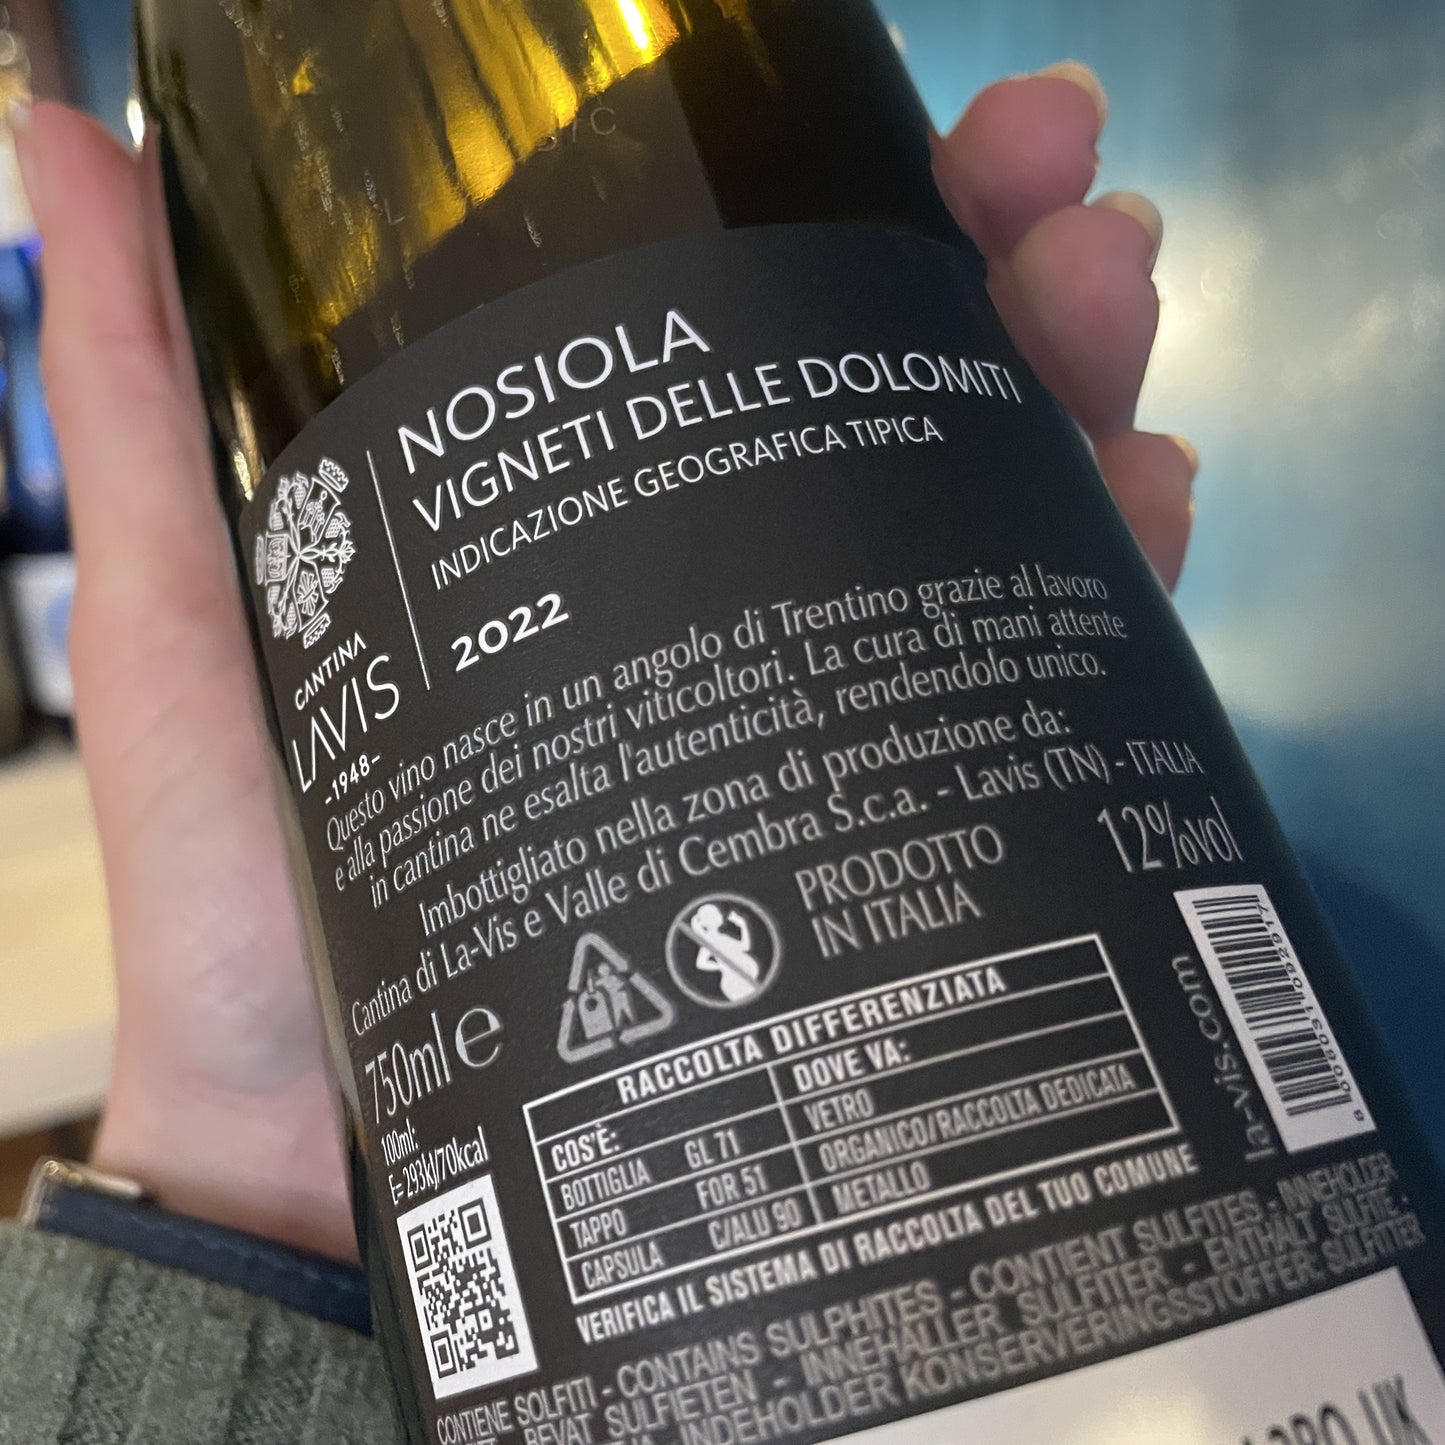 NOSIOLA
VIGNETI DELLE DOLOMITI
INDICAZIONE GEOGRAFICA TIPICA
2022
CANTINA
LAVIS
-1948-
Questo vino nasce in un angolo di Trentino grazie al lavoro
e alla passione dei nostri viticoltori. La cura di mani attente
in cantina ne esalta l'autenticità, rendendolo unico.
Imbottigliato nella zona di produzione da:
Cantina di La-Vis e Valle di Cembra S.c.a. - Lavis (TN) - ITALIA
750ml e
PRODOTTO
IN ITALIA
12%vol
100ml:
E= 293kJ/70kcal
RACCOLTA DIFFERENZIATA
COS'È: DOVE VA:
BOTTIGLIA GL 71 VETRO
TAPPO FOR 51 ORGANICO/RACCOLTA DEDICATA
CAPSULA C/ALU 90 METALLO
VERIFICA IL SISTEMA DI RACCOLTA DEL TUO COMUNE
la-vis.com
CONTIENE SOLFITI - CONTAINS SULPHITES - CONTIENT SULFITES - INNEHOLDER
BEVAT SULFIETEN - INNEHÅLLER SULFITER - ENTHÄLT SULFITE -
INDEHOLDER KONSERVERINGSSTOFFER: SULFITTER